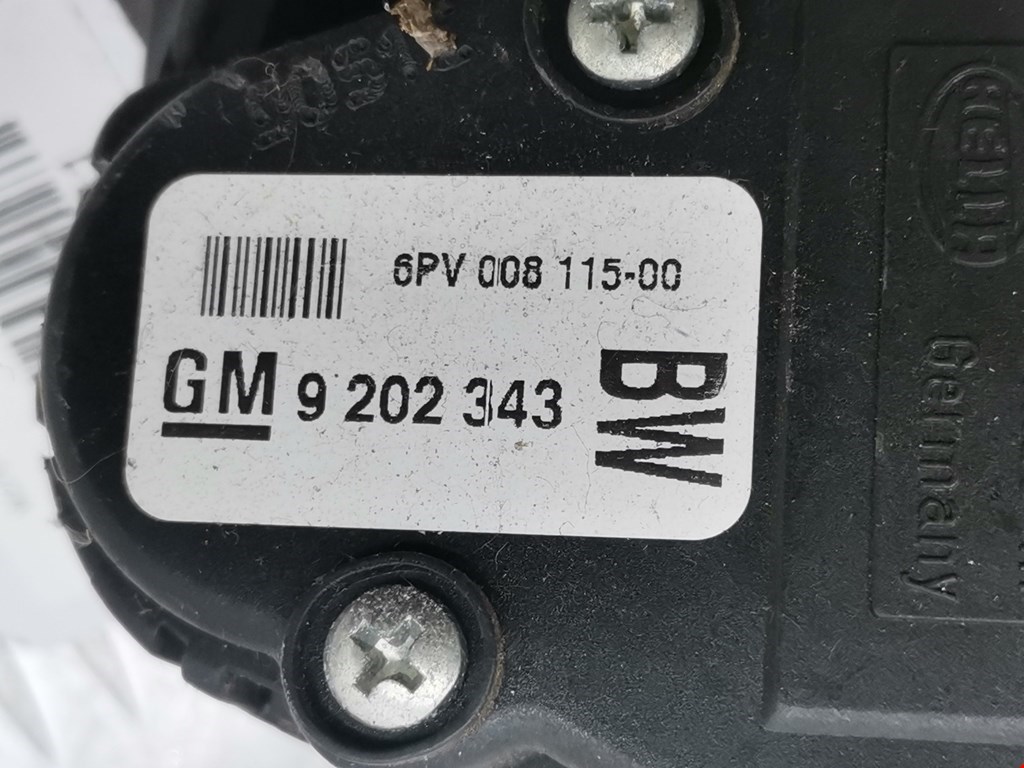 6PV 008 115-00
GM 9 202 343
BW
HELLA
Germany